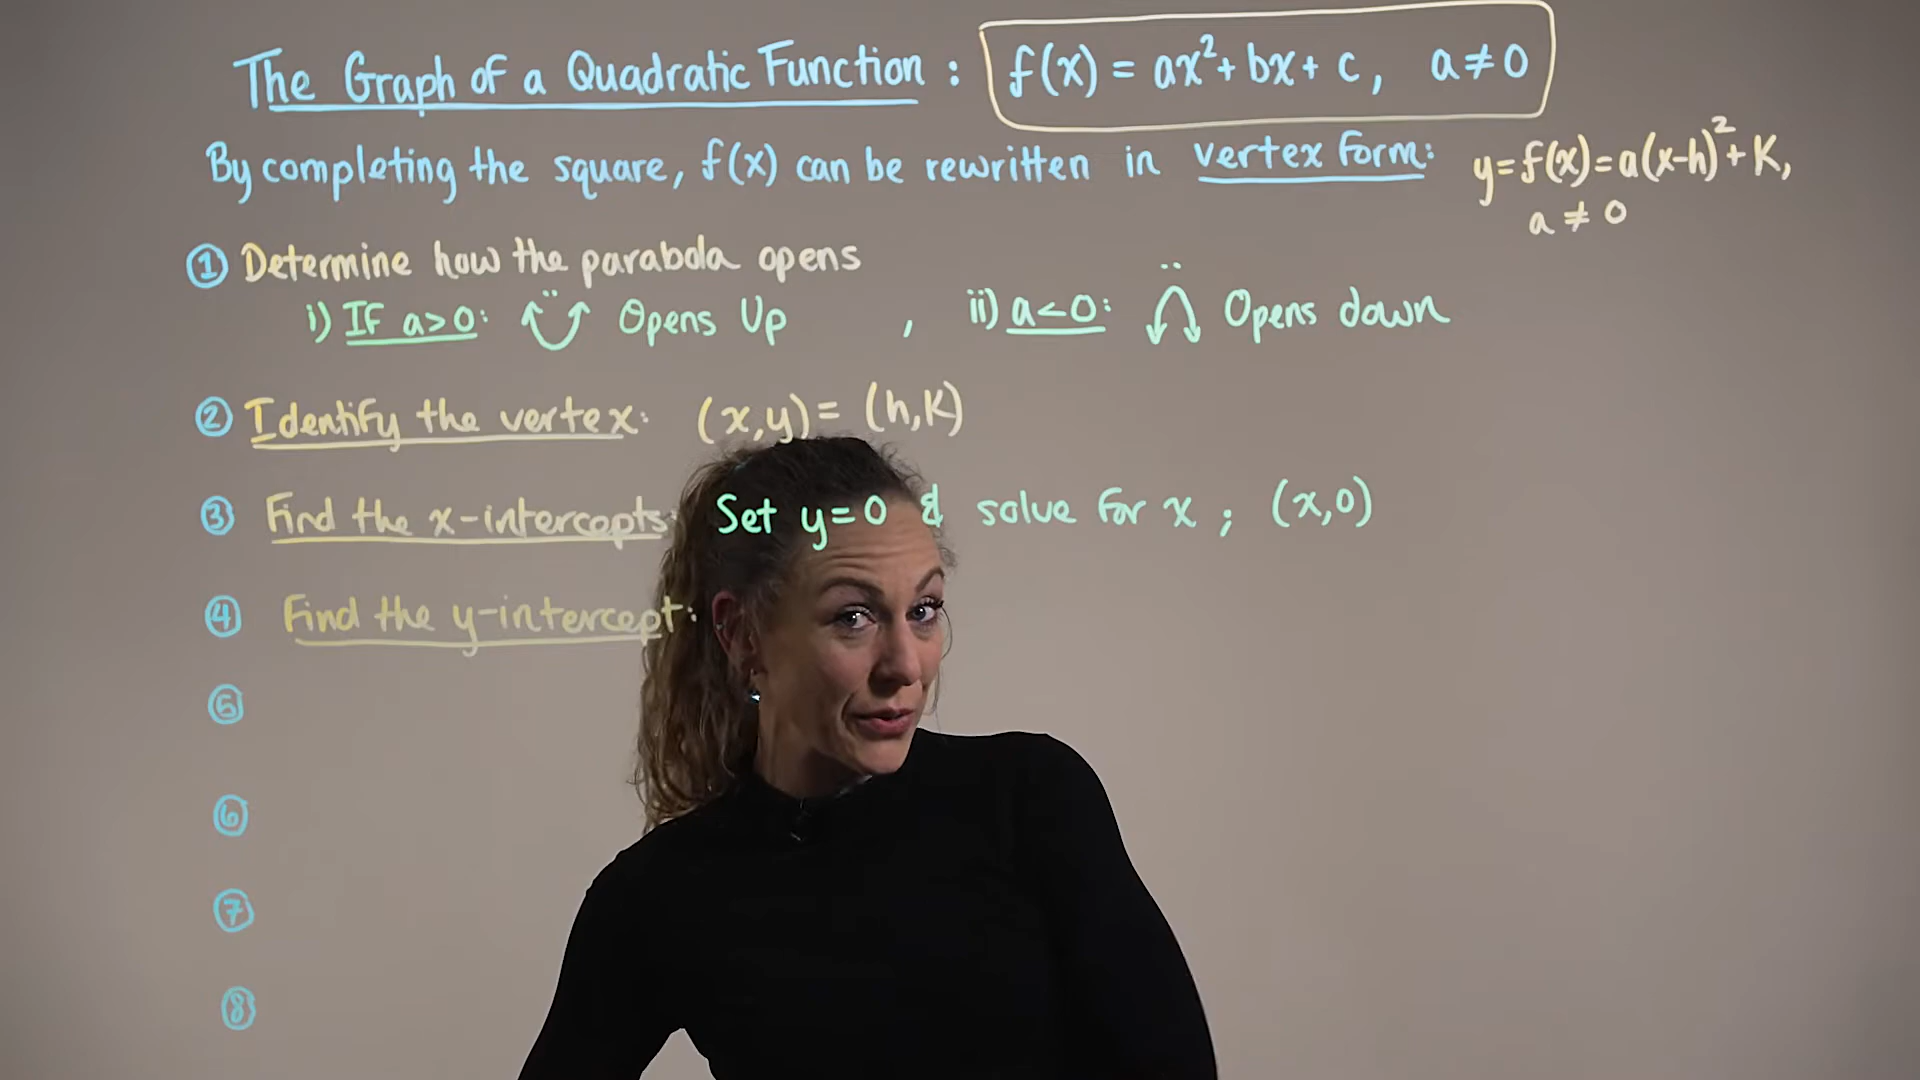 The Graph of a Quadratic Function : f(x) = ax²+ bx + c, a ≠ 0
By completing the square, f(x) can be rewritten in vertex form: y=f(x)=a(x-h)²+K,
a ≠ 0
① Determine how the parabola opens
i) If a>0: Opens Up , ii) a<0: Opens down
② Identify the vertex: (x,y) = (h,K)
③ Find the x-intercepts: Set y=0 & solve for x ; (x,0)
④ Find the y-intercept:
⑤
⑥
⑦
⑧